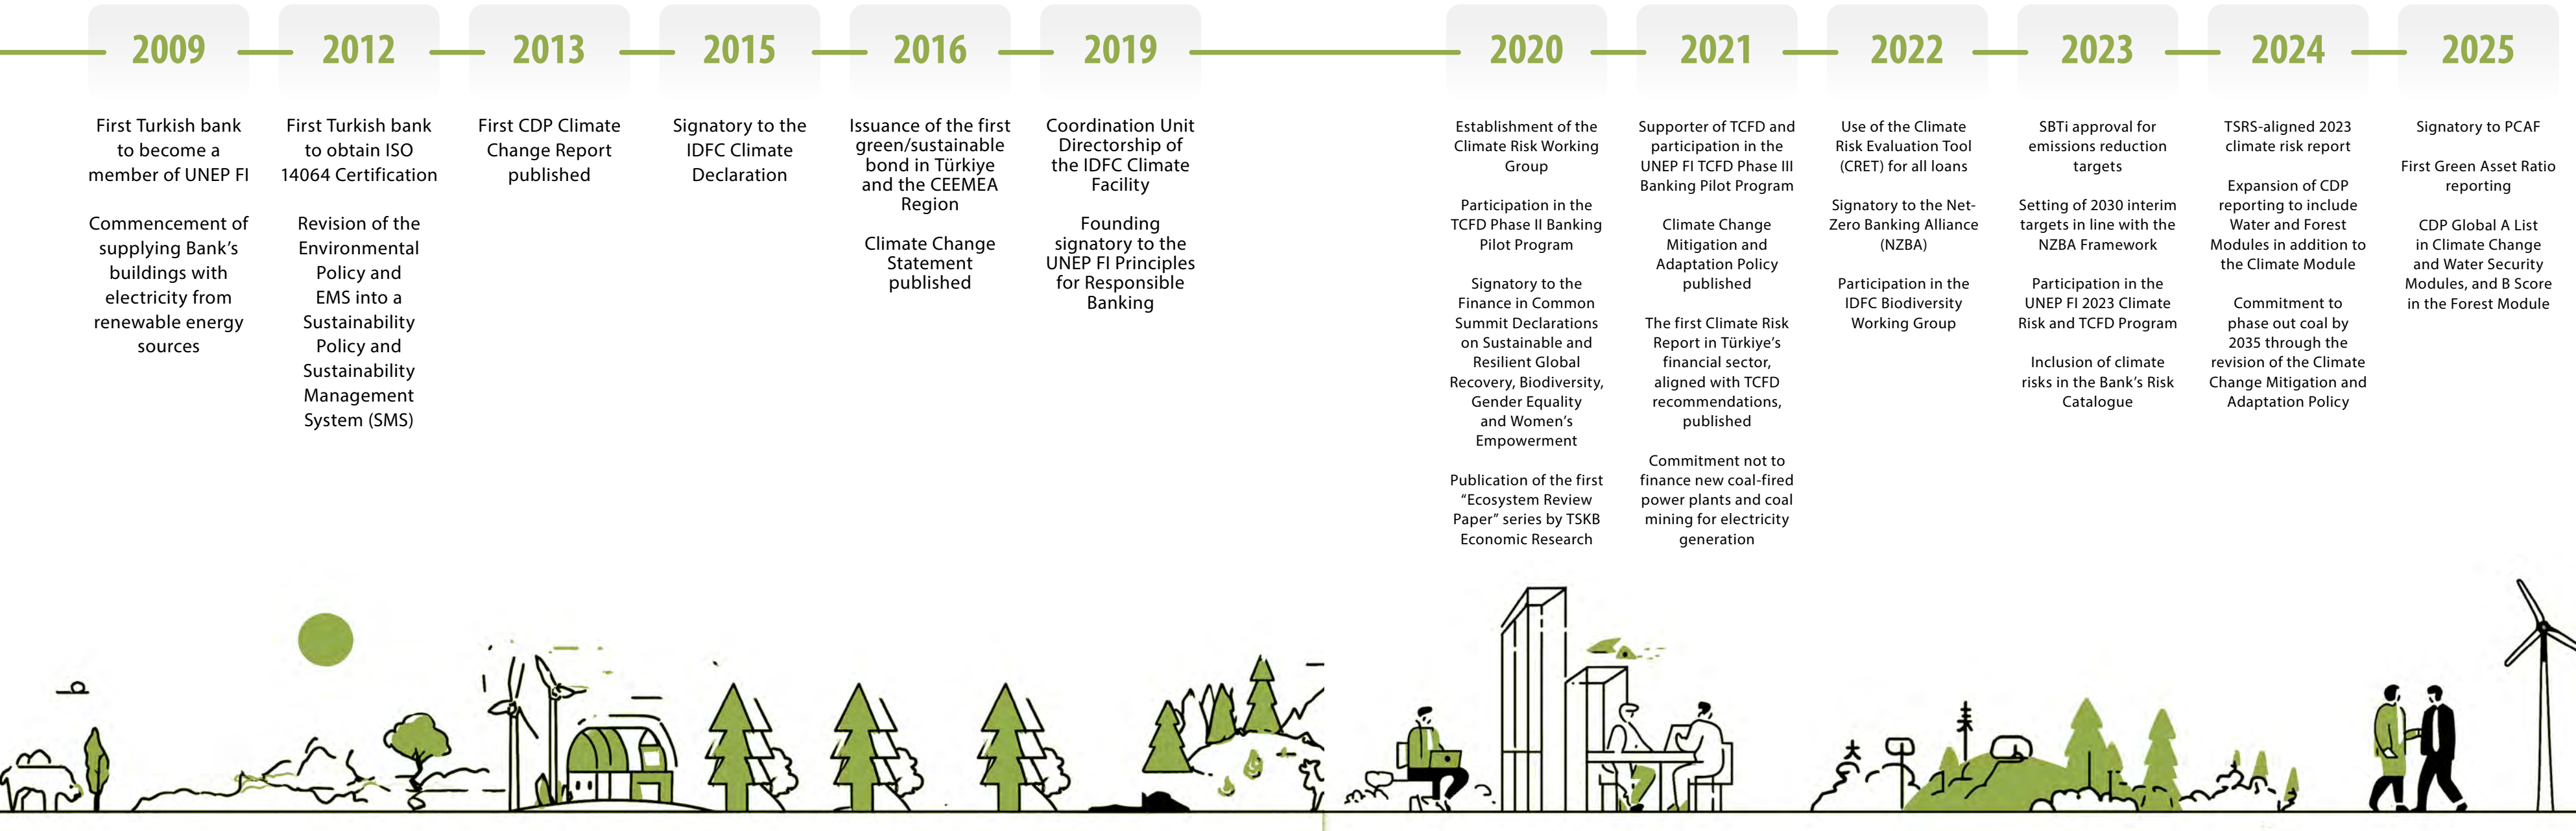 2009
First Turkish bank
to become a
member of UNEP FI
Commencement of
supplying Bank's
buildings with
electricity from
renewable energy
sources
2012
First Turkish bank
to obtain ISO
14064 Certification
Revision of the
Environmental
Policy and
EMS into a
Sustainability
Policy and
Sustainability
Management
System (SMS)
2013
First CDP Climate
Change Report
published
2015
Signatory to the
IDFC Climate
Declaration
2016
Issuance of the first
green/sustainable
bond in Türkiye
and the CEEMEA
Region
Climate Change
Statement
published
2019
Coordination Unit
Directorship of
the IDFC Climate
Facility
Founding
signatory to the
UNEP FI Principles
for Responsible
Banking
2020
Establishment of the
Climate Risk Working
Group
Participation in the
TCFD Phase II Banking
Pilot Program
Signatory to the
Finance in Common
Summit Declarations
on Sustainable and
Resilient Global
Recovery, Biodiversity,
Gender Equality
and Women's
Empowerment
Publication of the first
“Ecosystem Review
Paper” series by TSKB
Economic Research
2021
Supporter of TCFD and
participation in the
UNEP FI TCFD Phase III
Banking Pilot Program
Climate Change
Mitigation and
Adaptation Policy
published
The first Climate Risk
Report in Türkiye's
financial sector,
aligned with TCFD
recommendations,
published
Commitment not to
finance new coal-fired
power plants and coal
mining for electricity
generation
2022
Use of the Climate
Risk Evaluation Tool
(CRET) for all loans
Signatory to the Net-
Zero Banking Alliance
(NZBA)
Participation in the
IDFC Biodiversity
Working Group
2023
SBTi approval for
emissions reduction
targets
Setting of 2030 interim
targets in line with the
NZBA Framework
Participation in the
UNEP FI 2023 Climate
Risk and TCFD Program
Inclusion of climate
risks in the Bank's Risk
Catalogue
2024
TSRS-aligned 2023
climate risk report
Expansion of CDP
reporting to include
Water and Forest
Modules in addition to
the Climate Module
Commitment to
phase out coal by
2035 through the
revision of the Climate
Change Mitigation and
Adaptation Policy
2025
Signatory to PCAF
First Green Asset Ratio
reporting
CDP Global A List
in Climate Change
and Water Security
Modules, and B Score
in the Forest Module